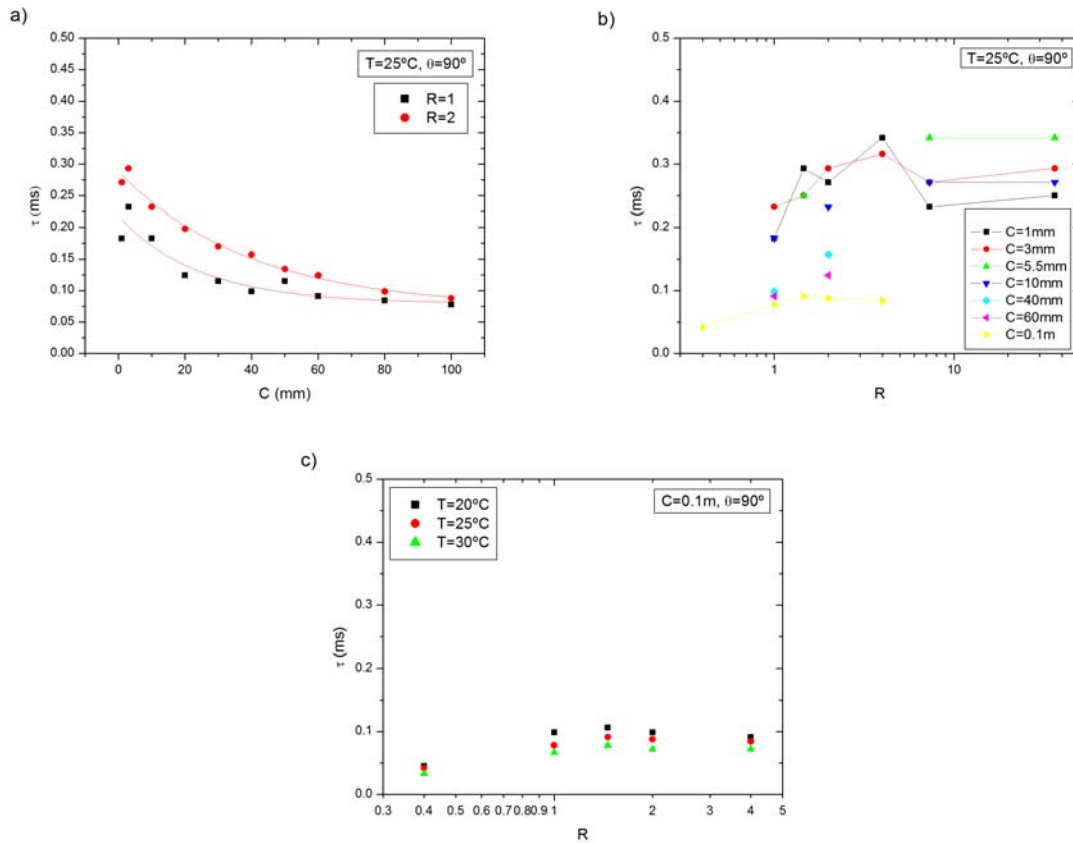 a)
0.50
0.45
0.40
0.35
0.30
0.25
0.20
0.15
0.10
0.05
0.00
τ (ms)
0
20
40
60
80
100
C (mm)
T=25ºC, θ=90º
R=1
R=2
b)
0.5
0.4
0.3
0.2
0.1
0.0
τ (ms)
1
10
R
T=25ºC, θ=90º
C=1mm
C=3mm
C=5.5mm
C=10mm
C=40mm
C=60mm
C=0.1m
c)
0.5
0.4
0.3
0.2
0.1
0.0
τ (ms)
0.3
0.4
0.5
0.6
0.7
0.8
0.9
1
2
3
4
5
R
T=20ºC
T=25ºC
T=30ºC
C=0.1m, θ=90º